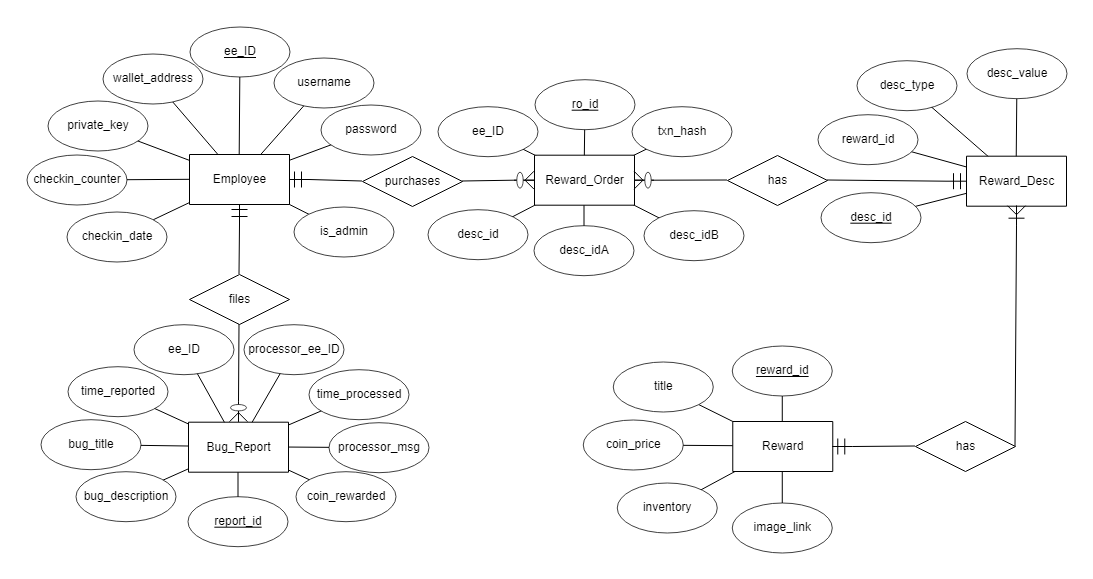 ee_ID
wallet_address
username
private_key
password
checkin_counter
Employee
checkin_date
is_admin
purchases
ee_ID
ro_id
txn_hash
Reward_Order
desc_id
desc_idA
desc_idB
has
desc_type
desc_value
reward_id
Reward_Desc
desc_id
files
ee_ID
processor_ee_ID
time_reported
time_processed
bug_title
Bug_Report
processor_msg
bug_description
coin_rewarded
report_id
title
reward_id
coin_price
Reward
has
inventory
image_link